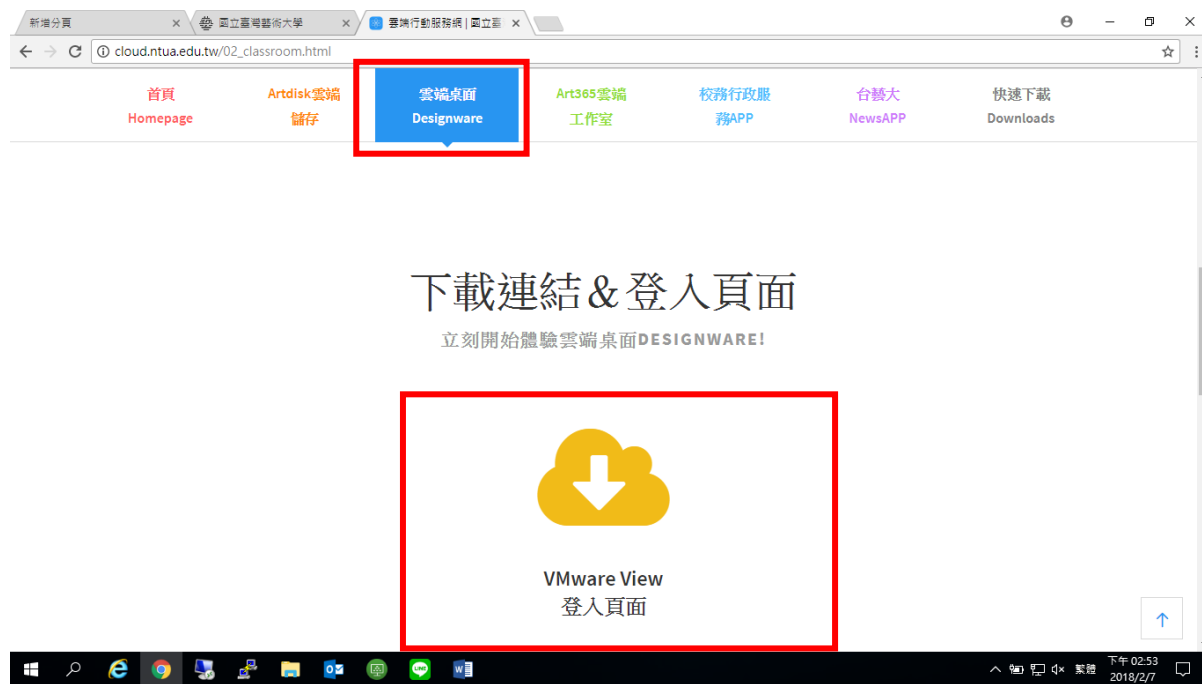 新增分頁
國立臺灣藝術大學
雲端行動服務網 | 國立臺
cloud.ntua.edu.tw/02_classroom.html
首頁
Homepage
Artdisk雲端
儲存
雲端桌面
Designware
Art365雲端
工作室
校務行政服
務APP
台藝大
NewsAPP
快速下載
Downloads
下載連結&登入頁面
立刻開始體驗雲端桌面DESIGNWARE!
VMware View
登入頁面
繁體
下午 02:53
2018/2/7